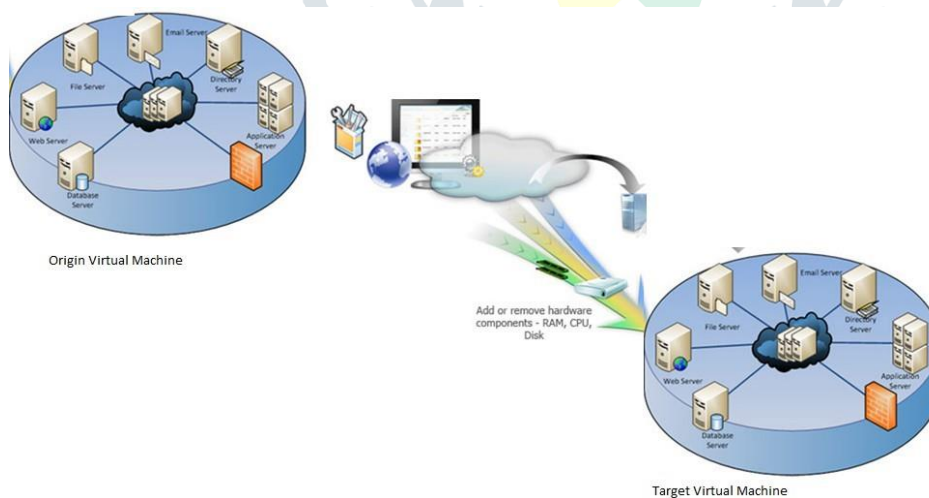 Email Server
File Server
Directory
Server
Web Server
Application
Server
Database
Server
Origin Virtual Machine
Add or remove hardware
components - RAM, CPU,
Disk
Email Server
File Server
Directory
Server
Web Server
Application
Server
Database
Server
Target Virtual Machine